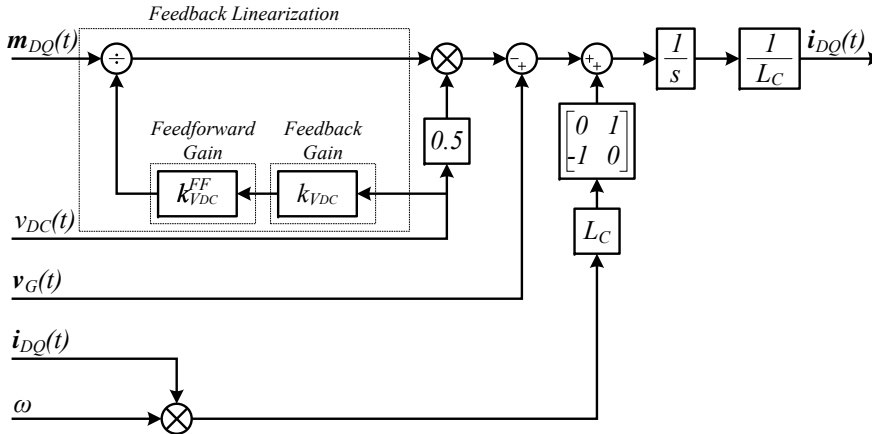 Feedback Linearization
m_DQ(t)
÷
−
+
+
+
1
s
1
L_C
i_DQ(t)
Feedforward
Gain
Feedback
Gain
0.5
0 1
-1 0
k^FF_VDC
k_VDC
v_DC(t)
L_C
v_G(t)
i_DQ(t)
ω